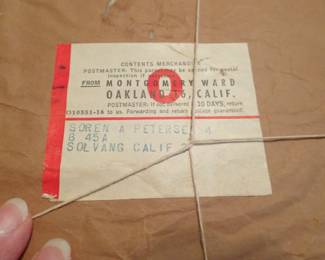 CONTENTS MERCHANDISE
POSTMASTER: This parcel may be opened for postal
inspection if
FROM MONTGOMERY WARD
OAKLAND 16, CALIF.
POSTMASTER: If not delivered in 10 DAYS, return
to us. Forwarding and return postage guaranteed.
SOREN A PETERSEN 4
B 45A
SOLVANG CALIF